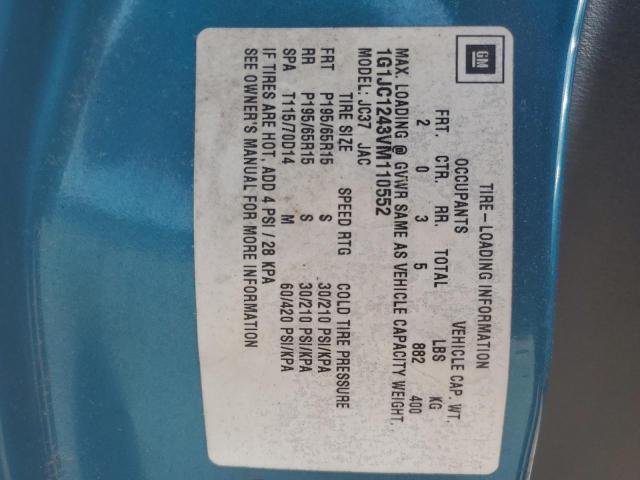 GM
TIRE-LOADING INFORMATION
OCCUPANTS VEHICLE CAP. WT.
FRT. CTR. RR. TOTAL LBS KG
2 0 3 5 882 400
MAX. LOADING @ GVWR SAME AS VEHICLE CAPACITY WEIGHT.
1G1JC1243VM110552
MODEL: JC37 JAC
TIRE SIZE SPEED RTG COLD TIRE PRESSURE
FRT P195/65R15 S 30/210 PSI/KPA
RR P195/65R15 S 30/210 PSI/KPA
SPA T115/70D14 M 60/420 PSI/KPA
IF TIRES ARE HOT, ADD 4 PSI / 28 KPA
SEE OWNER'S MANUAL FOR MORE INFORMATION